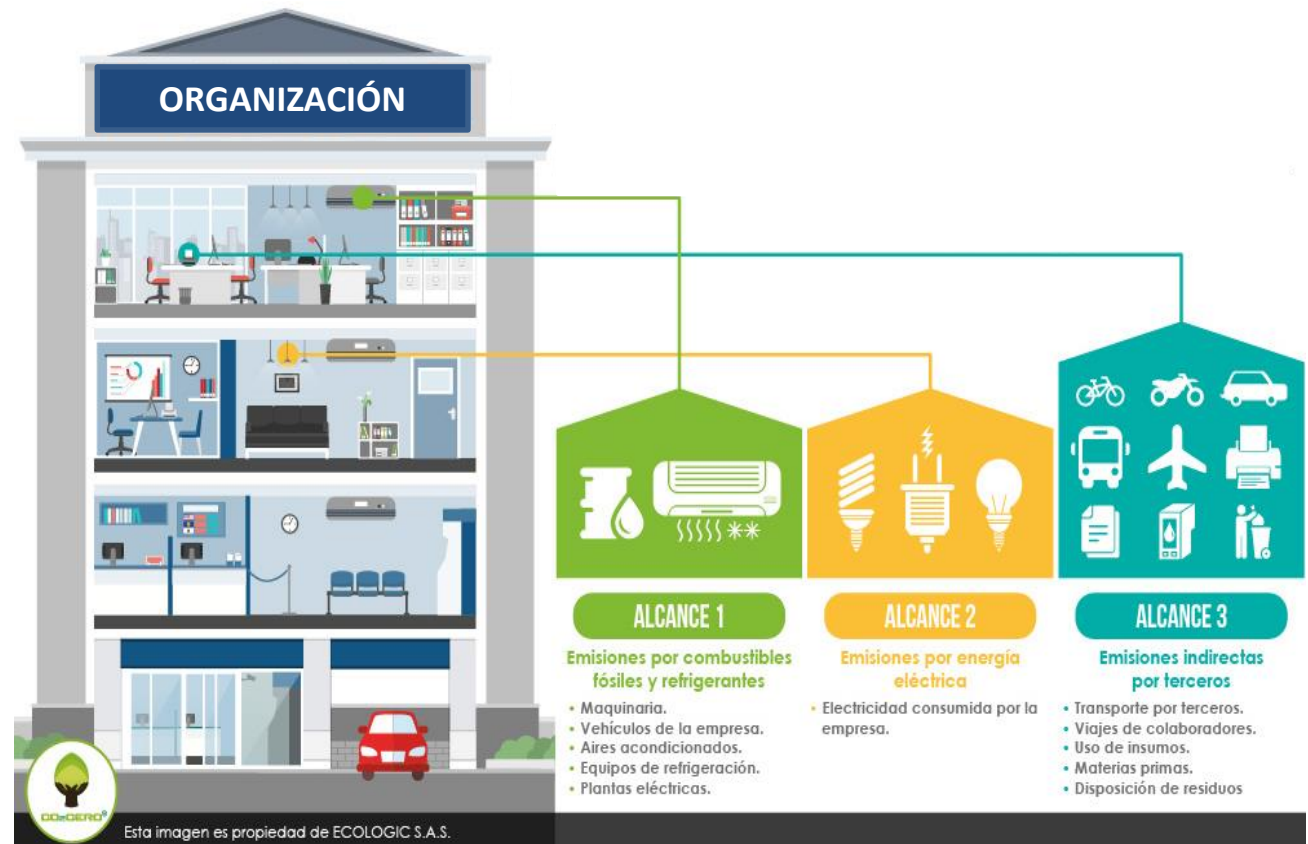 ORGANIZACIÓN
ALCANCE 1
Emisiones por combustibles
fósiles y refrigerantes
• Maquinaria.
• Vehículos de la empresa.
• Aires acondicionados.
• Equipos de refrigeración.
• Plantas eléctricas.
ALCANCE 2
Emisiones por energía
eléctrica
• Electricidad consumida por la
empresa.
ALCANCE 3
Emisiones indirectas
por terceros
• Transporte por terceros.
• Viajes de colaboradores.
• Uso de insumos.
• Materias primas.
• Disposición de residuos
CO2CERO®
Esta imagen es propiedad de ECOLOGIC S.A.S.